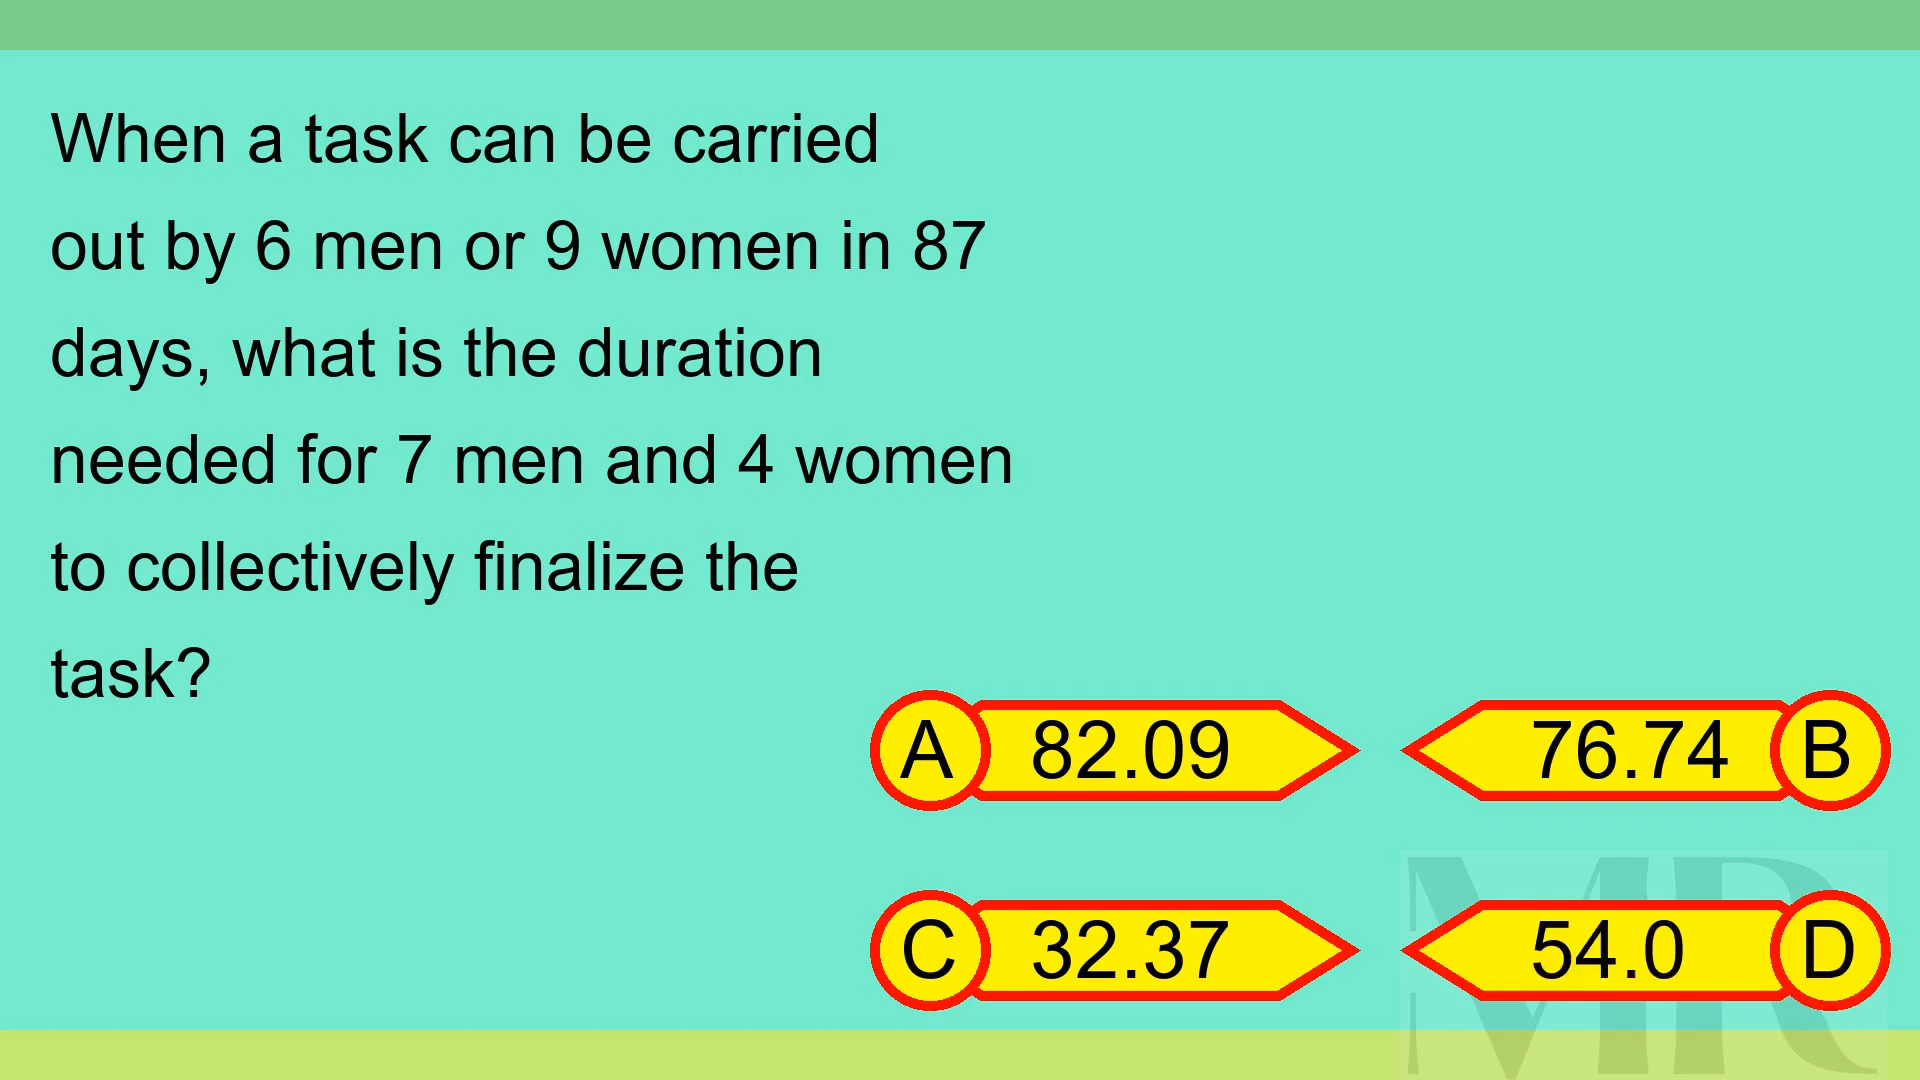 When a task can be carried
out by 6 men or 9 women in 87
days, what is the duration
needed for 7 men and 4 women
to collectively finalize the
task?
A 82.09
76.74 B
C 32.37
54.0 D
MR